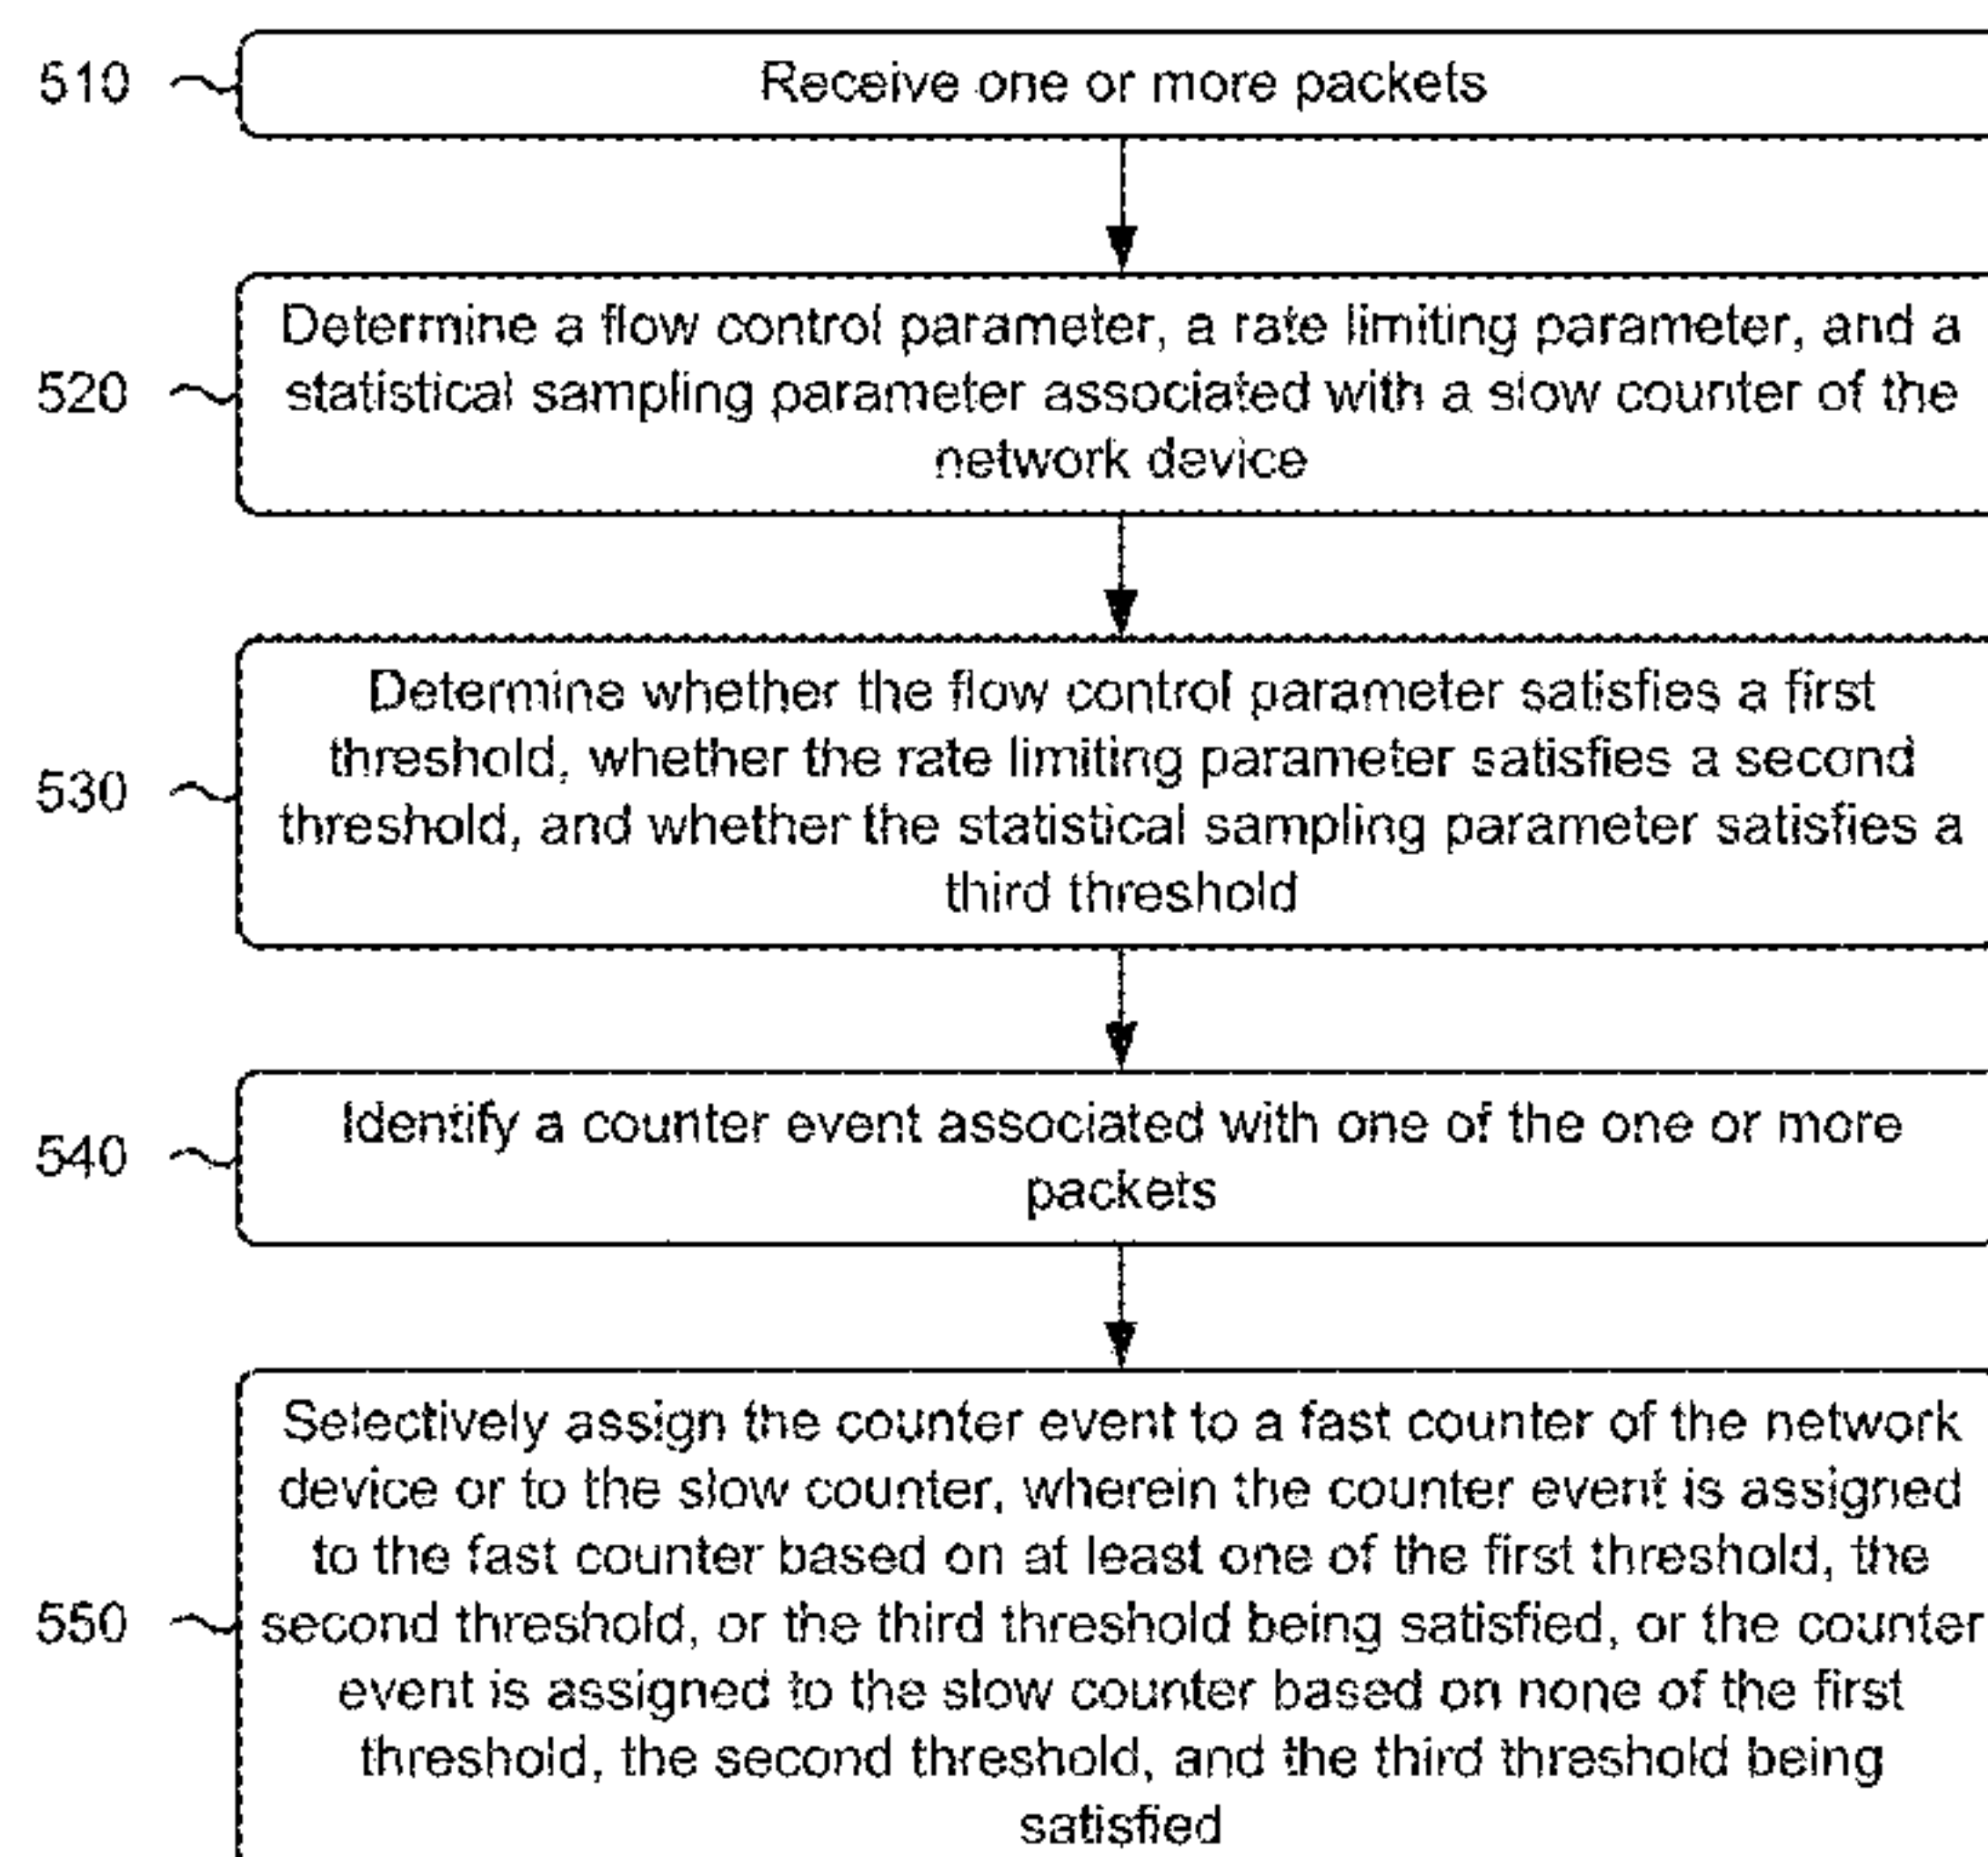 510
Receive one or more packets
520
Determine a flow control parameter, a rate limiting parameter, and a
statistical sampling parameter associated with a slow counter of the
network device
530
Determine whether the flow control parameter satisfies a first
threshold, whether the rate limiting parameter satisfies a second
threshold, and whether the statistical sampling parameter satisfies a
third threshold
540
Identify a counter event associated with one of the one or more
packets
550
Selectively assign the counter event to a fast counter of the network
device or to the slow counter, wherein the counter event is assigned
to the fast counter based on at least one of the first threshold, the
second threshold, or the third threshold being satisfied, or the counter
event is assigned to the slow counter based on none of the first
threshold, the second threshold, and the third threshold being
satisfied